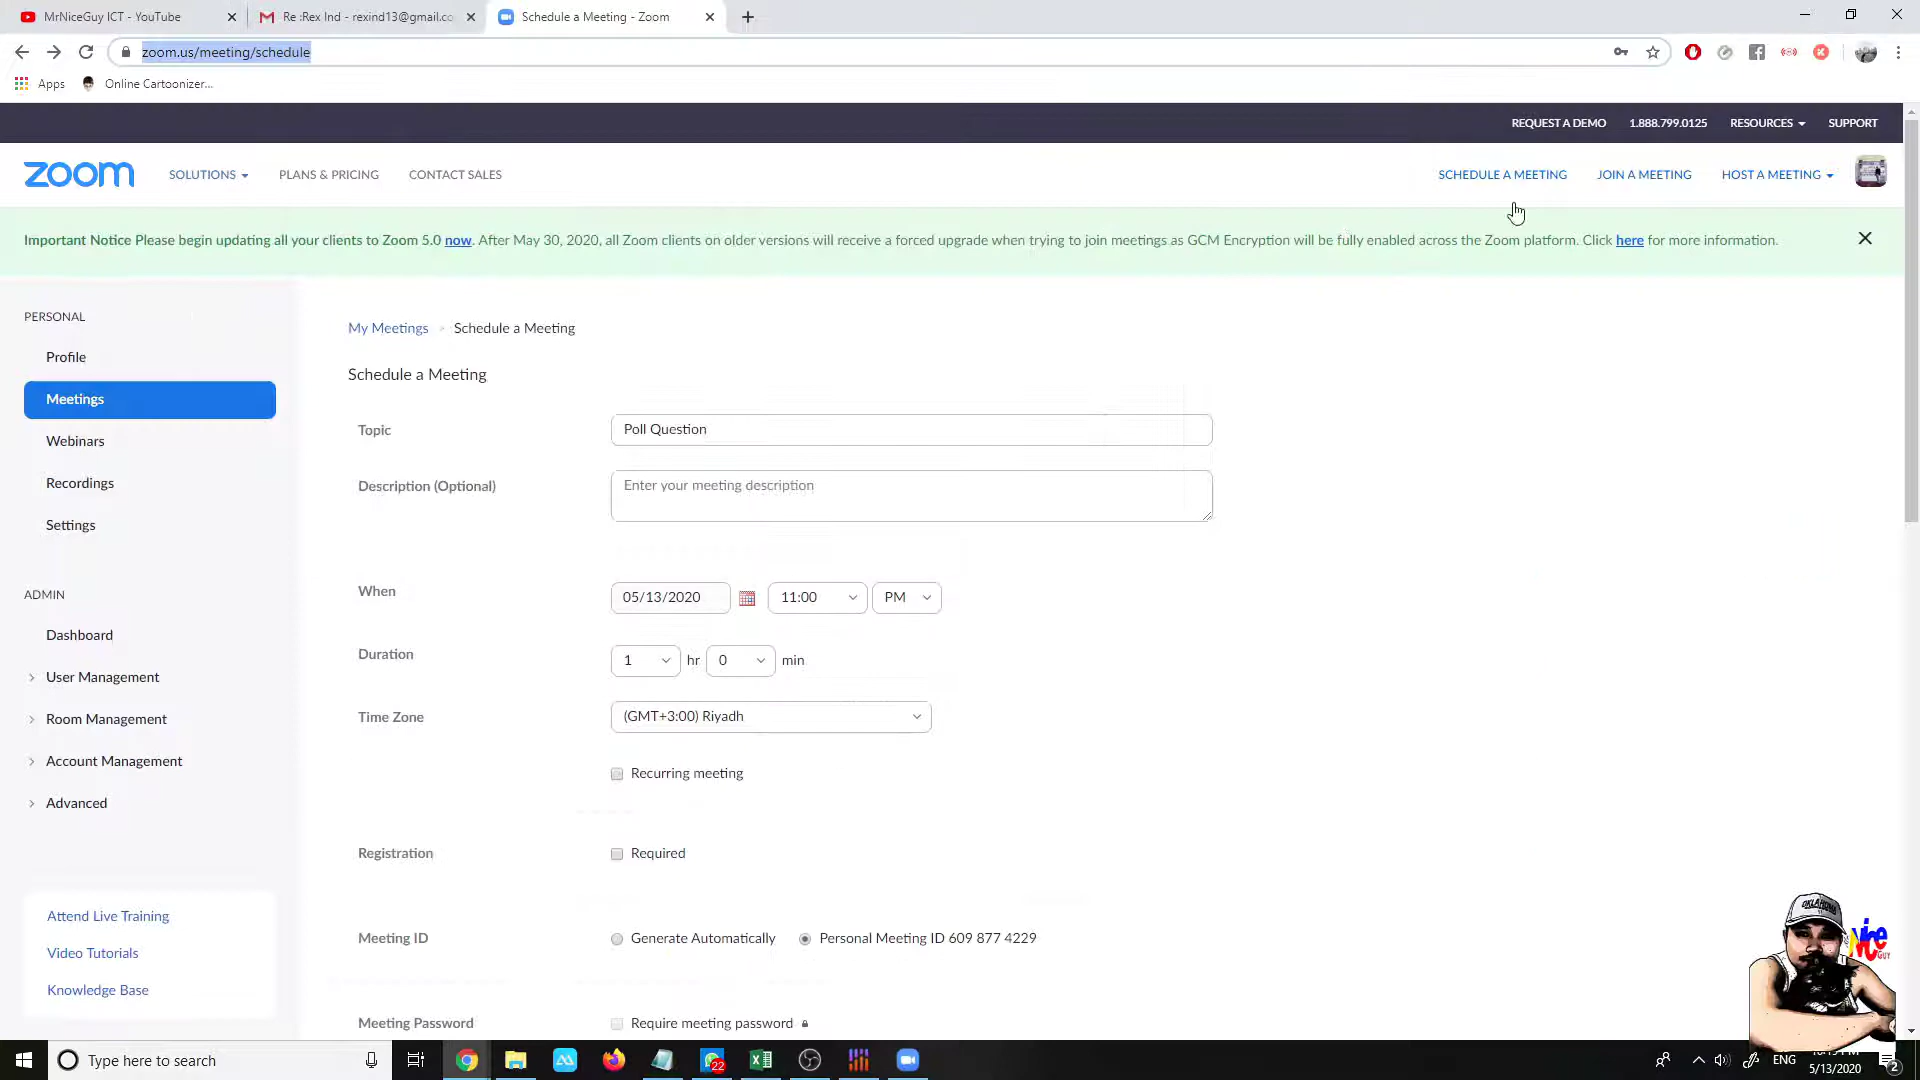 MrNiceGuy ICT - YouTube
Re :Rex Ind - rexind13@gmail.co
Schedule a Meeting - Zoom
zoom.us/meeting/schedule
Apps
Online Cartoonizer...
REQUEST A DEMO 1.888.799.0125 RESOURCES SUPPORT
zoom SOLUTIONS PLANS & PRICING CONTACT SALES SCHEDULE A MEETING JOIN A MEETING HOST A MEETING
Important Notice Please begin updating all your clients to Zoom 5.0 now. After May 30, 2020, all Zoom clients on older versions will receive a forced upgrade when trying to join meetings as GCM Encryption will be fully enabled across the Zoom platform. Click here for more information.
PERSONAL
Profile
Meetings
Webinars
Recordings
Settings
ADMIN
Dashboard
User Management
Room Management
Account Management
Advanced
Attend Live Training
Video Tutorials
Knowledge Base
My Meetings > Schedule a Meeting
Schedule a Meeting
Topic Poll Question
Description (Optional) Enter your meeting description
When 05/13/2020 11:00 PM
Duration 1 hr 0 min
Time Zone (GMT+3:00) Riyadh
Recurring meeting
Registration Required
Meeting ID Generate Automatically Personal Meeting ID 609 877 4229
Meeting Password Require meeting password
OKLAHOMA
Nice
GUY
Type here to search
22
ENG
5/13/2020
2